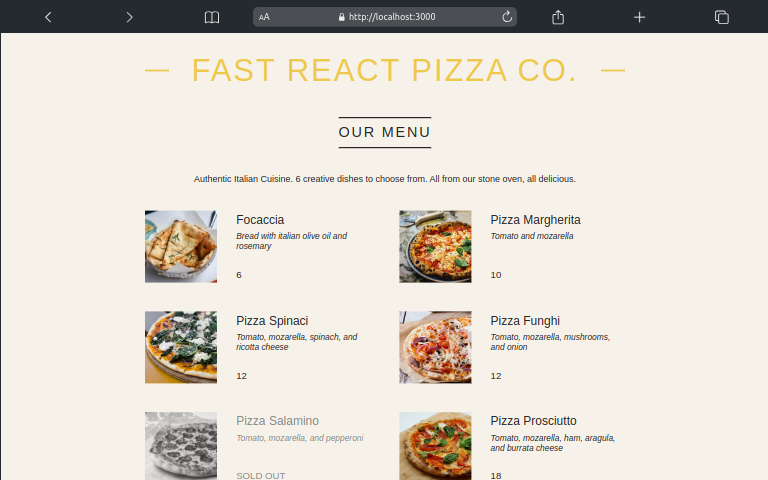 AA http://localhost:3000
— FAST REACT PIZZA CO. —
OUR MENU
Authentic Italian Cuisine. 6 creative dishes to choose from. All from our stone oven, all delicious.
Focaccia
Bread with italian olive oil and
rosemary
6
Pizza Margherita
Tomato and mozarella
10
Pizza Spinaci
Tomato, mozarella, spinach, and
ricotta cheese
12
Pizza Funghi
Tomato, mozarella, mushrooms,
and onion
12
Pizza Salamino
Tomato, mozarella, and pepperoni
SOLD OUT
Pizza Prosciutto
Tomato, mozarella, ham, aragula,
and burrata cheese
18